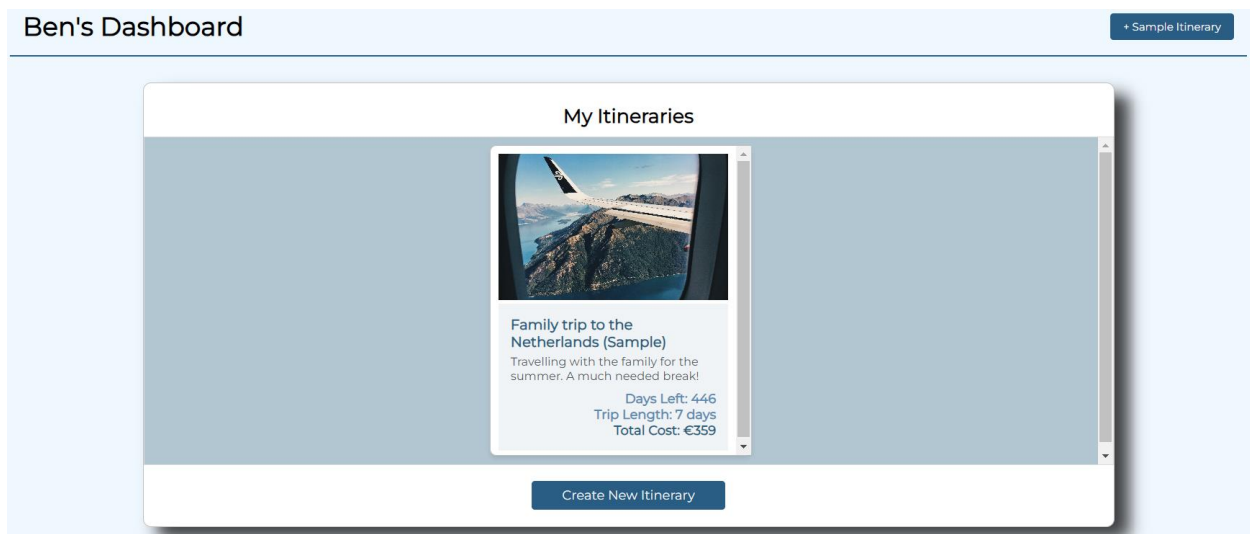 Ben's Dashboard
+ Sample Itinerary
My Itineraries
Family trip to the
Netherlands (Sample)
Travelling with the family for the
summer. A much needed break!
Days Left: 446
Trip Length: 7 days
Total Cost: €359
Create New Itinerary